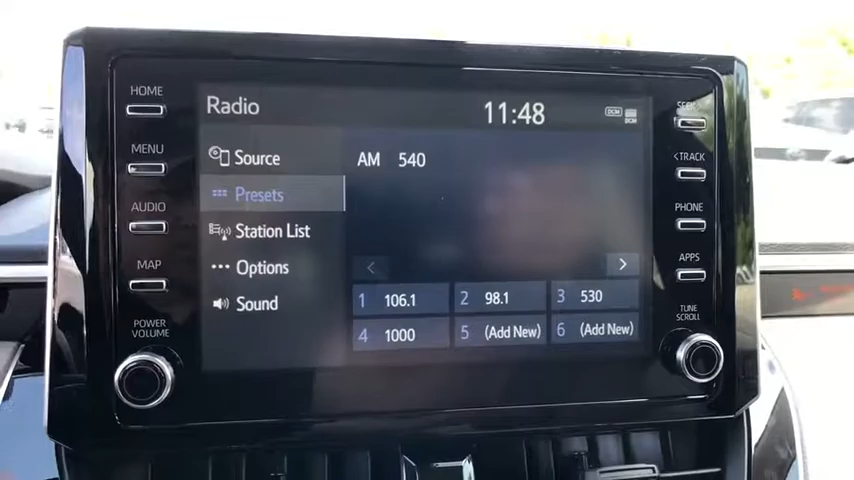 HOME
MENU
AUDIO
MAP
POWER
VOLUME
Radio
11:48
DCM
DCM
Source
Presets
Station List
Options
Sound
AM 540
< >
1 106.1
2 98.1
3 530
4 1000
5 (Add New)
6 (Add New)
SEEK
<TRACK
PHONE
APPS
TUNE
SCROLL